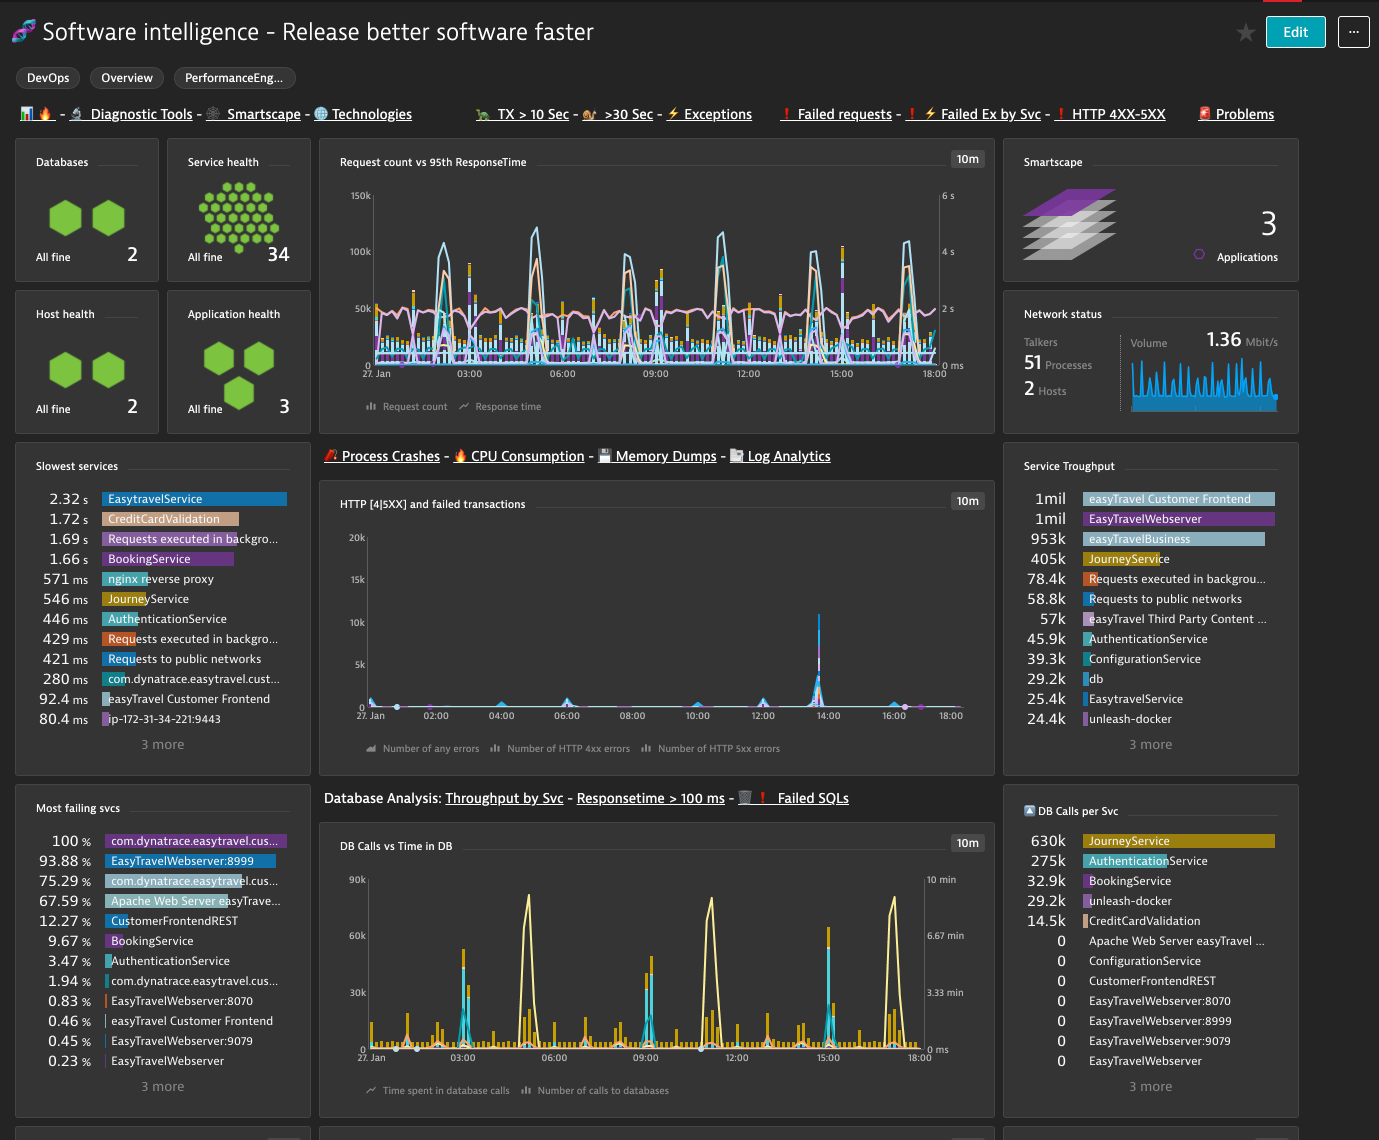 Software intelligence - Release better software faster
Edit
...
DevOps
Overview
PerformanceEng...
- Diagnostic Tools - Smartscape - Technologies
TX > 10 Sec - >30 Sec - Exceptions
Failed requests - Failed Ex by Svc - HTTP 4XX-5XX
Problems
Databases
All fine
2
Service health
All fine
34
Host health
All fine
2
Application health
All fine
3
Request count vs 95th ResponseTime
10m
150k
100k
50k
0
6 s
4 s
2 s
0 ms
27. Jan
03:00
06:00
09:00
12:00
15:00
18:00
Request count
Response time
Smartscape
3
Applications
Network status
Talkers
51 Processes
2 Hosts
Volume
1.36 Mbit/s
Slowest services
2.32 s EasytravelService
1.72 s CreditCardValidation
1.69 s Requests executed in backgro...
1.66 s BookingService
571 ms nginx reverse proxy
546 ms JourneyService
446 ms AuthenticationService
429 ms Requests executed in backgro...
421 ms Requests to public networks
280 ms com.dynatrace.easytravel.cust...
92.4 ms easyTravel Customer Frontend
80.4 ms ip-172-31-34-221:9443
3 more
Process Crashes - CPU Consumption - Memory Dumps - Log Analytics
HTTP [4|5XX] and failed transactions
10m
20k
15k
10k
5k
0
27. Jan
02:00
04:00
06:00
08:00
10:00
12:00
14:00
16:00
18:00
Number of any errors
Number of HTTP 4xx errors
Number of HTTP 5xx errors
Service Troughput
1mil easyTravel Customer Frontend
1mil EasyTravelWebserver
953k easyTravelBusiness
405k JourneyService
78.4k Requests executed in backgrou...
58.8k Requests to public networks
57k easyTravel Third Party Content ...
45.9k AuthenticationService
39.3k ConfigurationService
29.2k db
25.4k EasytravelService
24.4k unleash-docker
3 more
Most failing svcs
100 % com.dynatrace.easytravel.cus...
93.88 % EasyTravelWebserver:8999
75.29 % com.dynatrace.easytravel.cus...
67.59 % Apache Web Server easyTrave...
12.27 % CustomerFrontendREST
9.67 % BookingService
3.47 % AuthenticationService
1.94 % com.dynatrace.easytravel.cus...
0.83 % EasyTravelWebserver:8070
0.46 % easyTravel Customer Frontend
0.45 % EasyTravelWebserver:9079
0.23 % EasyTravelWebserver
3 more
Database Analysis: Throughput by Svc - Responsetime > 100 ms - Failed SQLs
DB Calls vs Time in DB
10m
90k
60k
30k
0
10 min
6.67 min
3.33 min
0 ms
27. Jan
03:00
06:00
09:00
12:00
15:00
18:00
Time spent in database calls
Number of calls to databases
DB Calls per Svc
630k JourneyService
275k AuthenticationService
32.9k BookingService
29.2k unleash-docker
14.5k CreditCardValidation
0 Apache Web Server easyTravel ...
0 ConfigurationService
0 CustomerFrontendREST
0 EasyTravelWebserver:8070
0 EasyTravelWebserver:8999
0 EasyTravelWebserver:9079
0 EasyTravelWebserver
3 more